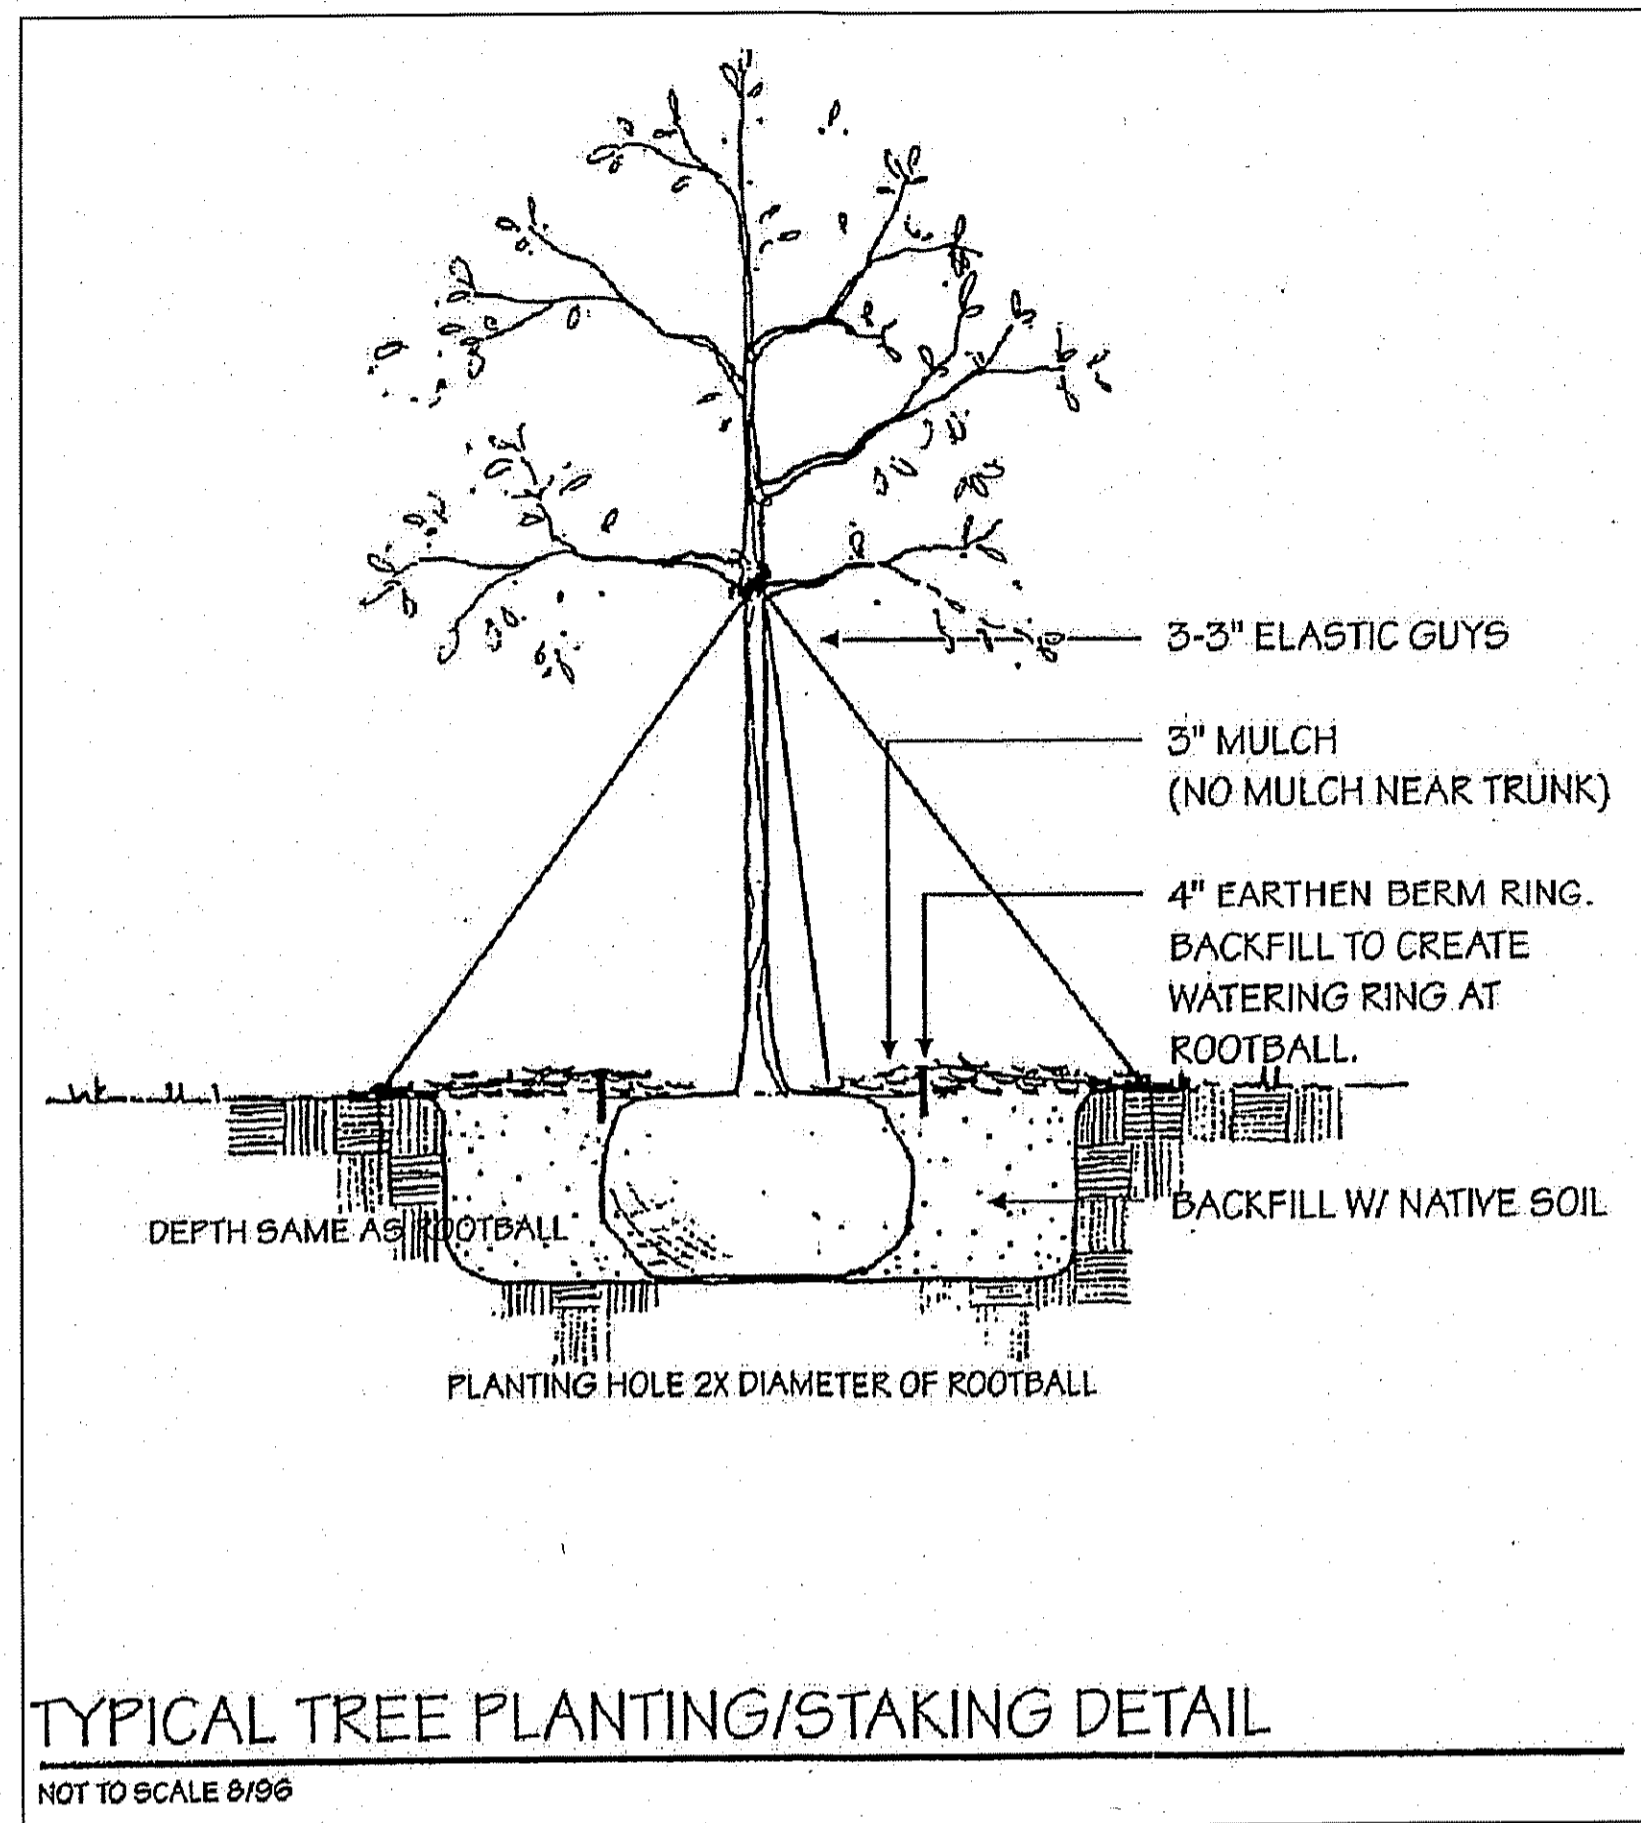 3-3" ELASTIC GUYS
3" MULCH
(NO MULCH NEAR TRUNK)
4" EARTHEN BERM RING.
BACKFILL TO CREATE
WATERING RING AT
ROOTBALL.
BACKFILL W/ NATIVE SOIL
DEPTH SAME AS ROOTBALL
PLANTING HOLE 2X DIAMETER OF ROOTBALL
TYPICAL TREE PLANTING/STAKING DETAIL
NOT TO SCALE 8/96